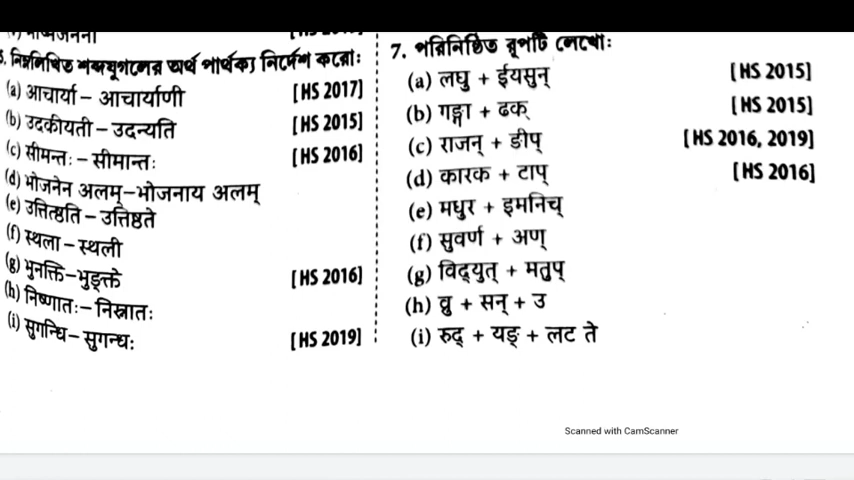 নিম্নলিখিত শব্দযুগলের অর্থ পার্থক্য নির্দেশ করো:
(a) आचार्या – आचार्याणी [HS 2017]
(b) उदकीयती – उदन्यति [HS 2015]
(c) सीमन्तः – सीमान्तः [HS 2016]
(d) भोजनेन अलम्–भोजनाय अलम्
(e) उत्तिष्ठति – उत्तिष्ठते
(f) स्थला – स्थली
(g) भुनक्ति–भुङ्क्ते [HS 2016]
(h) निष्णातः–निस्नातः
(i) सुगन्धि – सुगन्धः [HS 2019]
7. পরিনিষ্ঠিত রূপটি লেখো:
(a) लघु + ईयसुन् [HS 2015]
(b) गङ्गा + ढक् [HS 2015]
(c) राजन् + ङीप् [HS 2016, 2019]
(d) कारक + टाप् [HS 2016]
(e) मधुर + इमनिच्
(f) सुवर्ण + अण्
(g) विद्युत् + मतुप्
(h) ब्रु + सन् + उ
(i) रुद् + यङ् + लट ते
Scanned with CamScanner